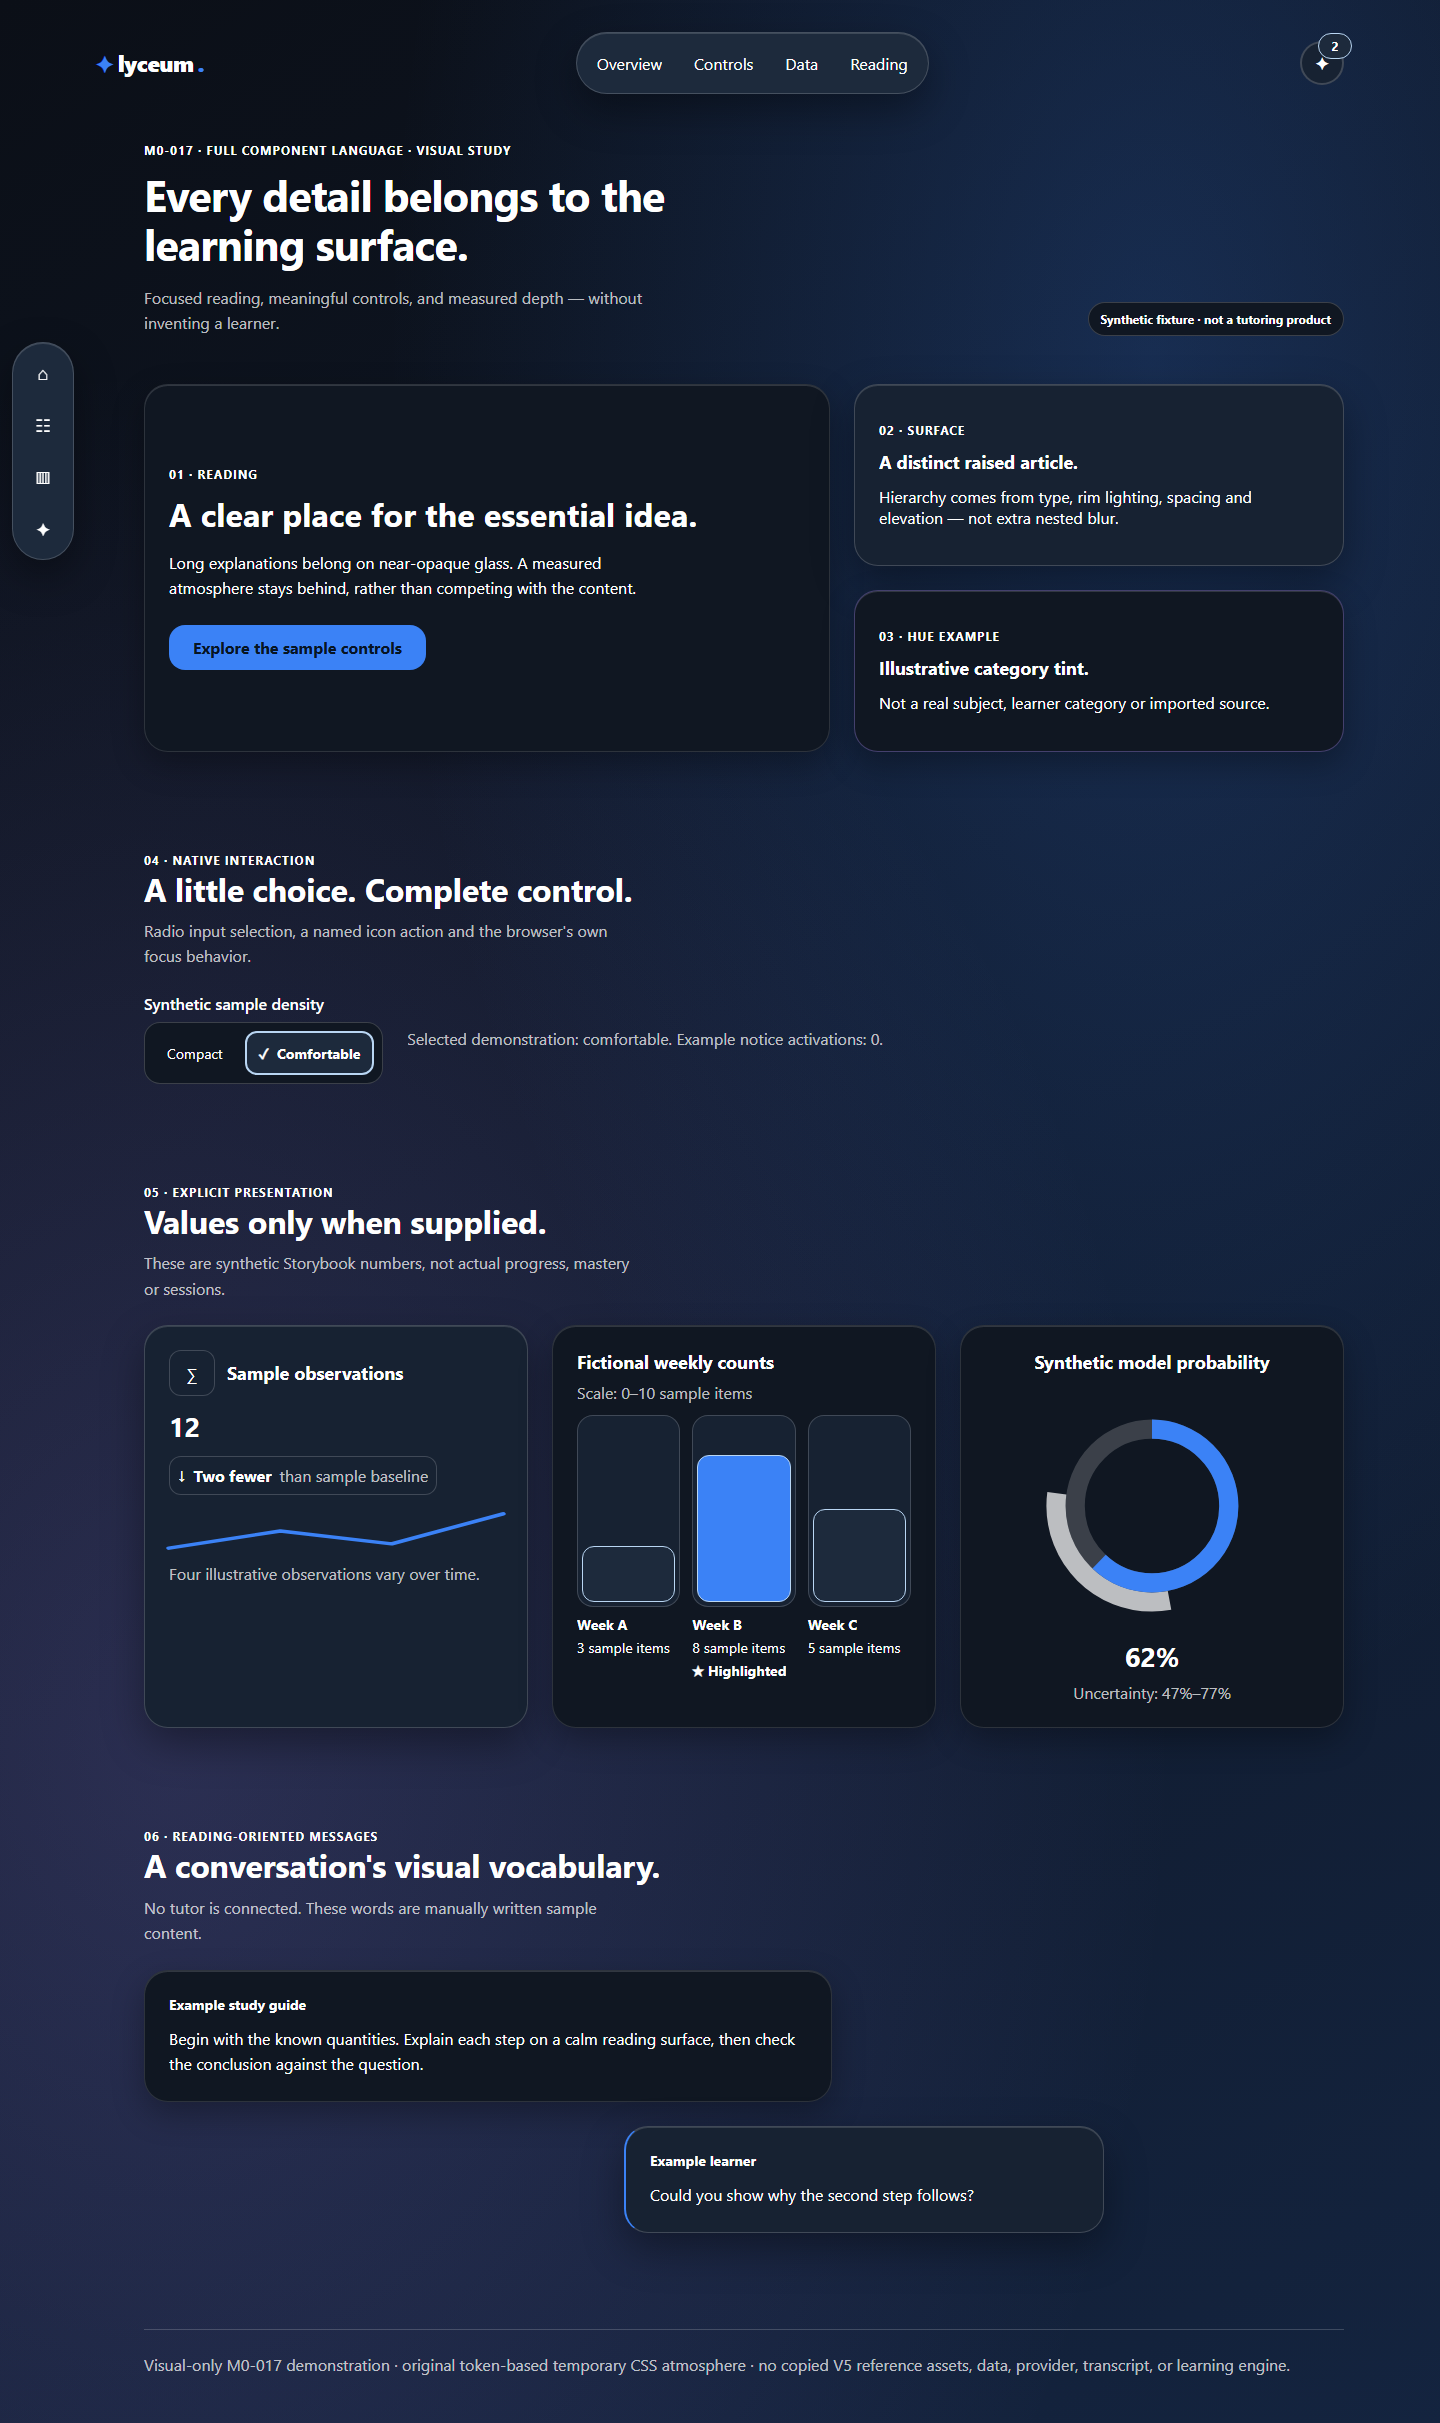 lyceum.
Overview Controls Data Reading
2
M0-017 · FULL COMPONENT LANGUAGE · VISUAL STUDY
Every detail belongs to the
learning surface.
Focused reading, meaningful controls, and measured depth — without
inventing a learner.
Synthetic fixture · not a tutoring product
01 · READING
A clear place for the essential idea.
Long explanations belong on near-opaque glass. A measured
atmosphere stays behind, rather than competing with the content.
Explore the sample controls
02 · SURFACE
A distinct raised article.
Hierarchy comes from type, rim lighting, spacing and
elevation — not extra nested blur.
03 · HUE EXAMPLE
Illustrative category tint.
Not a real subject, learner category or imported source.
04 · NATIVE INTERACTION
A little choice. Complete control.
Radio input selection, a named icon action and the browser's own
focus behavior.
Synthetic sample density
Compact ✓ Comfortable
Selected demonstration: comfortable. Example notice activations: 0.
05 · EXPLICIT PRESENTATION
Values only when supplied.
These are synthetic Storybook numbers, not actual progress, mastery
or sessions.
∑ Sample observations
12
↓ Two fewer than sample baseline
Four illustrative observations vary over time.
Fictional weekly counts
Scale: 0–10 sample items
Week A Week B Week C
3 sample items 8 sample items 5 sample items
★ Highlighted
Synthetic model probability
62%
Uncertainty: 47%–77%
06 · READING-ORIENTED MESSAGES
A conversation's visual vocabulary.
No tutor is connected. These words are manually written sample
content.
Example study guide
Begin with the known quantities. Explain each step on a calm reading surface, then check
the conclusion against the question.
Example learner
Could you show why the second step follows?
Visual-only M0-017 demonstration · original token-based temporary CSS atmosphere · no copied V5 reference assets, data, provider, transcript, or learning engine.